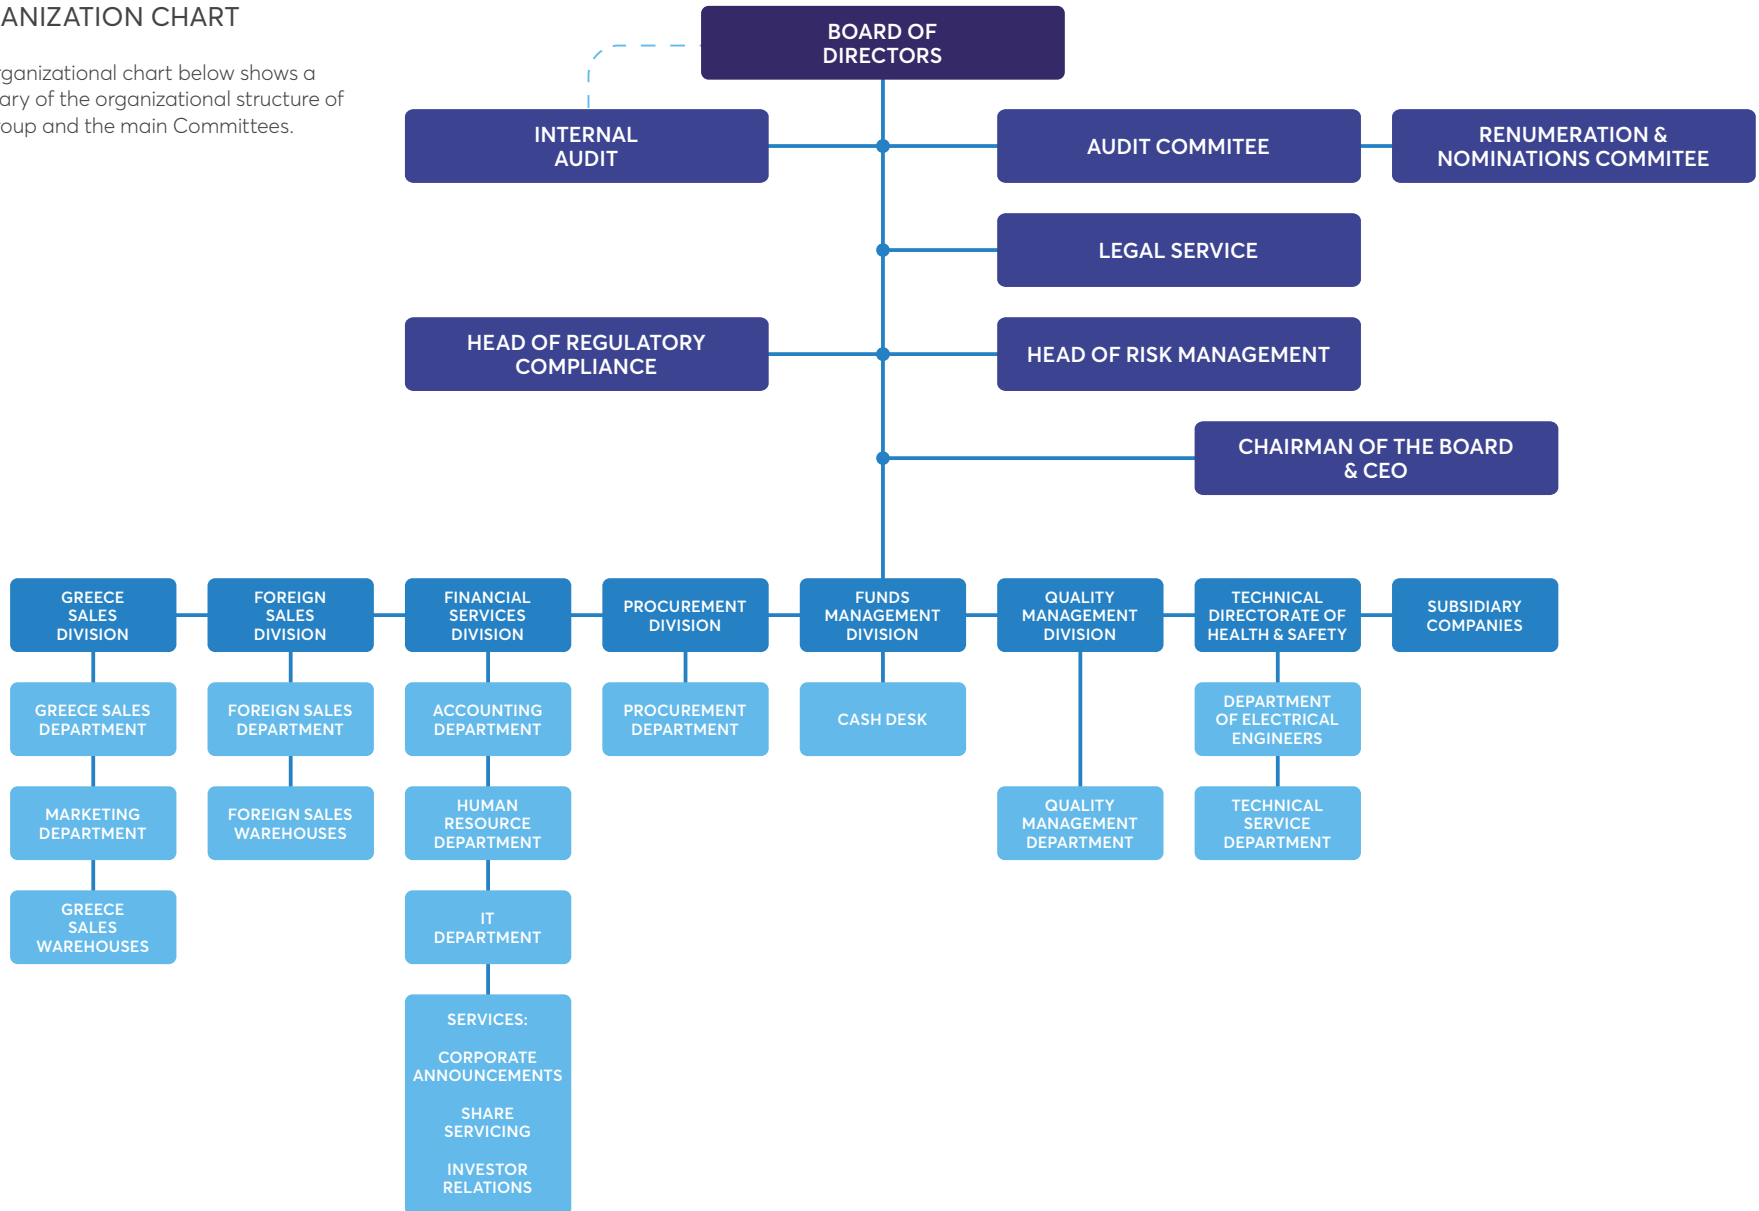 ANIZATION CHART
rganizational chart below shows a
ary of the organizational structure of
roup and the main Committees.
BOARD OF
DIRECTORS
INTERNAL
AUDIT
AUDIT COMMITEE
RENUMERATION &
NOMINATIONS COMMITEE
LEGAL SERVICE
HEAD OF REGULATORY
COMPLIANCE
HEAD OF RISK MANAGEMENT
CHAIRMAN OF THE BOARD
& CEO
GREECE
SALES
DIVISION
FOREIGN
SALES
DIVISION
FINANCIAL
SERVICES
DIVISION
PROCUREMENT
DIVISION
FUNDS
MANAGEMENT
DIVISION
QUALITY
MANAGEMENT
DIVISION
TECHNICAL
DIRECTORATE OF
HEALTH & SAFETY
SUBSIDIARY
COMPANIES
GREECE SALES
DEPARTMENT
FOREIGN SALES
DEPARTMENT
ACCOUNTING
DEPARTMENT
PROCUREMENT
DEPARTMENT
CASH DESK
DEPARTMENT
OF ELECTRICAL
ENGINEERS
MARKETING
DEPARTMENT
FOREIGN SALES
WAREHOUSES
HUMAN
RESOURCE
DEPARTMENT
QUALITY
MANAGEMENT
DEPARTMENT
TECHNICAL
SERVICE
DEPARTMENT
GREECE
SALES
WAREHOUSES
IT
DEPARTMENT
SERVICES:
CORPORATE
ANNOUNCEMENTS
SHARE
SERVICING
INVESTOR
RELATIONS